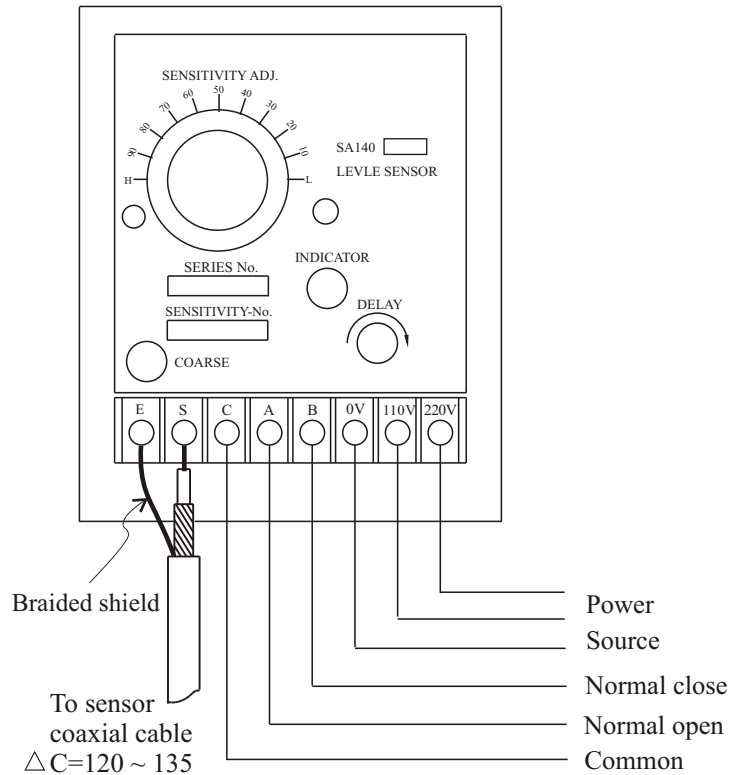 SENSITIVITY ADJ.
H 90 80 70 60 50 40 30 20 10 L
SA140
LEVLE SENSOR
SERIES No.
INDICATOR
SENSITIVITY-No.
DELAY
COARSE
E S C A B 0V 110V 220V
Braided shield
Power
Source
Normal close
Normal open
Common
To sensor
coaxial cable
△C=120 ~ 135